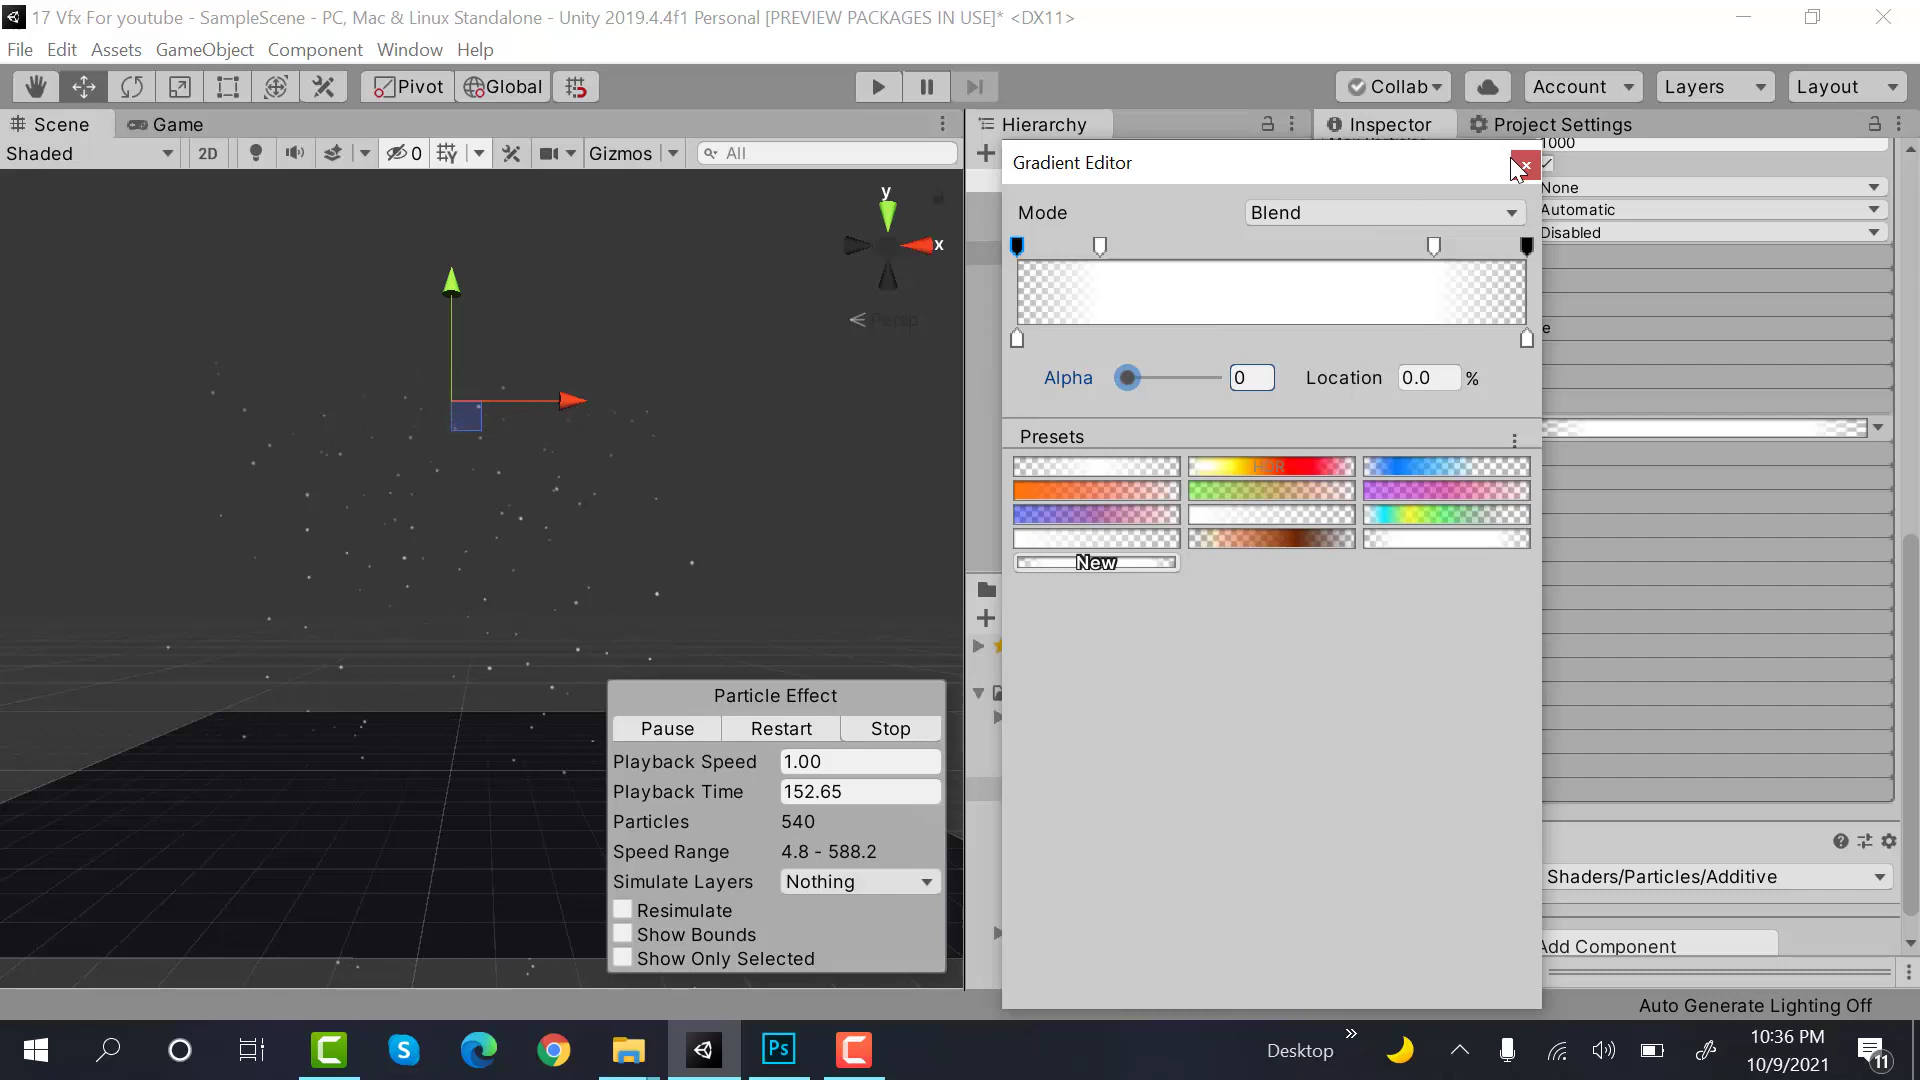 17 Vfx For youtube - SampleScene - PC, Mac & Linux Standalone - Unity 2019.4.4f1 Personal [PREVIEW PACKAGES IN USE]* <DX11>
File Edit Assets GameObject Component Window Help
Pivot Global Collab Account Layers Layout
Scene Game Hierarchy Inspector Project Settings
Shaded 2D 0 Gizmos All
1000
Gradient Editor
None
Automatic
Disabled
Mode Blend
y
x
Persp
e
Alpha 0 Location 0.0 %
Presets
HDR
New
Particle Effect
Pause Restart Stop
Playback Speed 1.00
Playback Time 152.65
Particles 540
Speed Range 4.8 - 588.2
Simulate Layers Nothing
Resimulate
Show Bounds
Show Only Selected
Shaders/Particles/Additive
Add Component
Auto Generate Lighting Off
Desktop
10:36 PM
10/9/2021
11
Ps